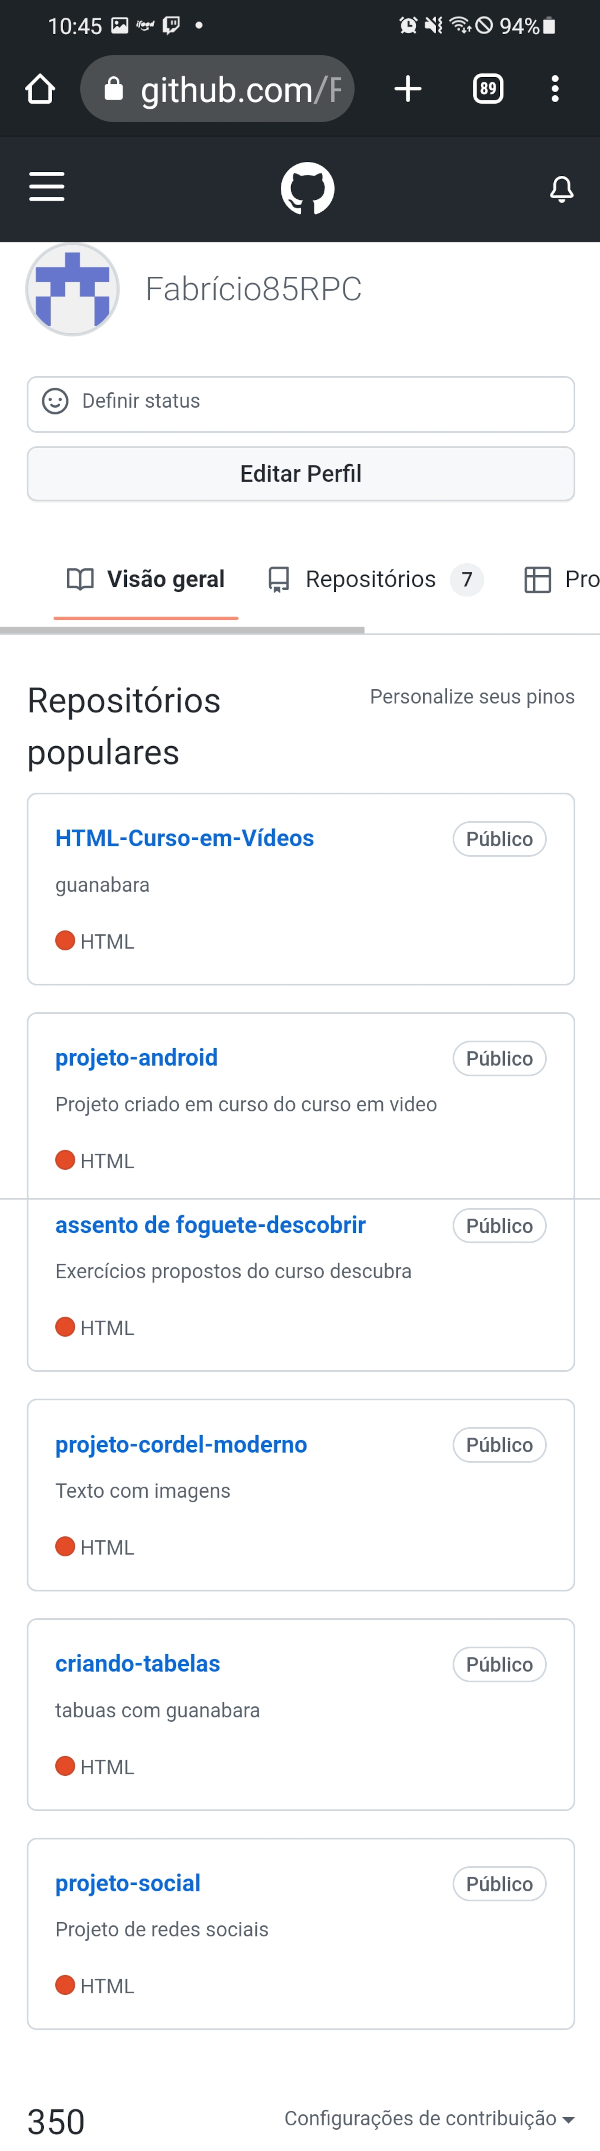 10:45
94%
github.com/F
89
Fabrício85RPC
Definir status
Editar Perfil
Visão geral
Repositórios 7
Pro
Repositórios populares
Personalize seus pinos
HTML-Curso-em-Vídeos
Público
guanabara
HTML
projeto-android
Público
Projeto criado em curso do curso em video
HTML
assento de foguete-descobrir
Público
Exercícios propostos do curso descubra
HTML
projeto-cordel-moderno
Público
Texto com imagens
HTML
criando-tabelas
Público
tabuas com guanabara
HTML
projeto-social
Público
Projeto de redes sociais
HTML
350
Configurações de contribuição